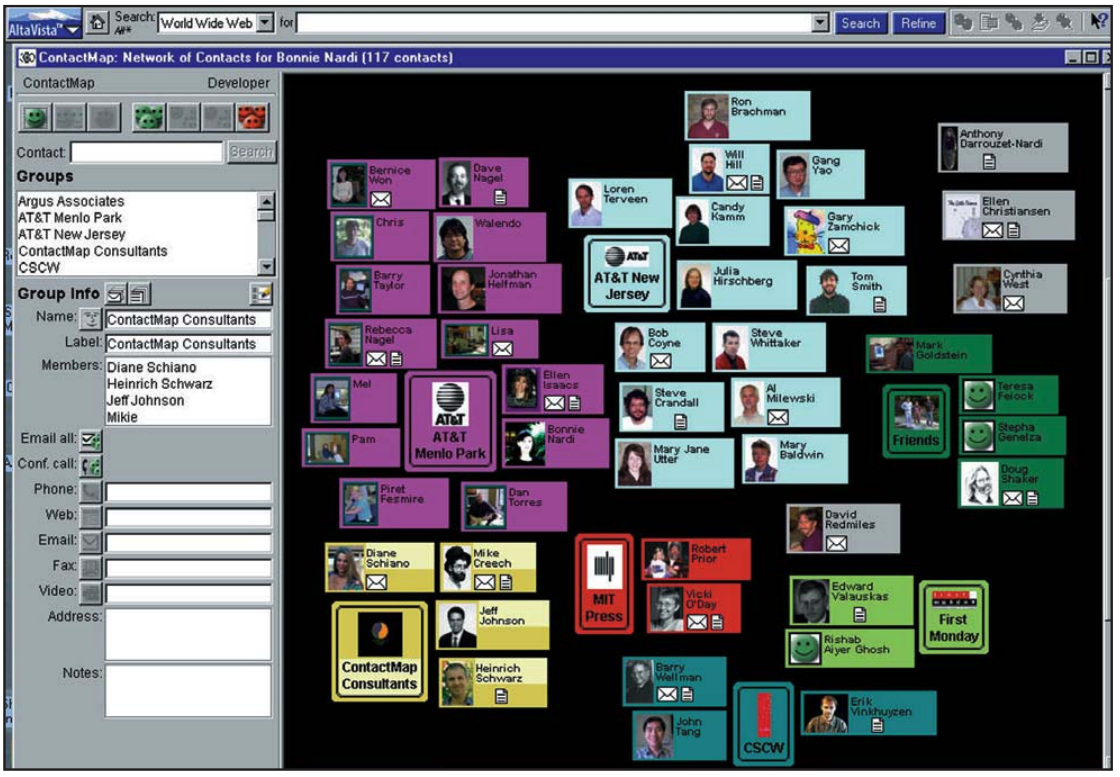 AltaVista™
Search:
World Wide Web
for
Search
Refine
ContactMap: Network of Contacts for Bonnie Nardi (117 contacts)
ContactMap
Developer
Contact:
Search
Groups
Argus Associates
AT&T Menlo Park
AT&T New Jersey
ContactMap Consultants
CSCW
Group Info
Name:
ContactMap Consultants
Label:
ContactMap Consultants
Members:
Diane Schiano
Heinrich Schwarz
Jeff Johnson
Mikie
Email all:
Conf. call:
Phone:
Web:
Email:
Fax:
Video:
Address:
Notes:
Ron
Brachman
Will
Hill
Gang
Yao
Anthony
Darrouzet-Nardi
Bernice
Won
Dave
Nagel
Loren
Terveen
Candy
Kamm
Gary
Zamchick
Ellen
Christiansen
Chris
Walendo
AT&T
AT&T New
Jersey
Julia
Hirschberg
Tom
Smith
Cynthia
West
Barry
Taylor
Jonathan
Helfman
Rebecca
Nagel
Lisa
Bob
Coyne
Steve
Whittaker
Mark
Goldstein
Mel
AT&T
AT&T
Menlo Park
Ellen
Isaacs
Steve
Crandall
Al
Milewski
Friends
Teresa
Feiock
Pam
Bonnie
Nardi
Mary Jane
Utter
Mary
Baldwin
Stepha
Genelza
Doug
Shaker
Piret
Fesmire
Dan
Torres
David
Redmiles
Diane
Schiano
Mike
Creech
MIT
Press
Robert
Prior
Vicki
O'Day
Edward
Valauskas
First
Monday
Jeff
Johnson
Rishab
Aiyer Ghosh
ContactMap
Consultants
Heinrich
Schwarz
Barry
Wellman
John
Tang
CSCW
Erik
Vinkhuyzen